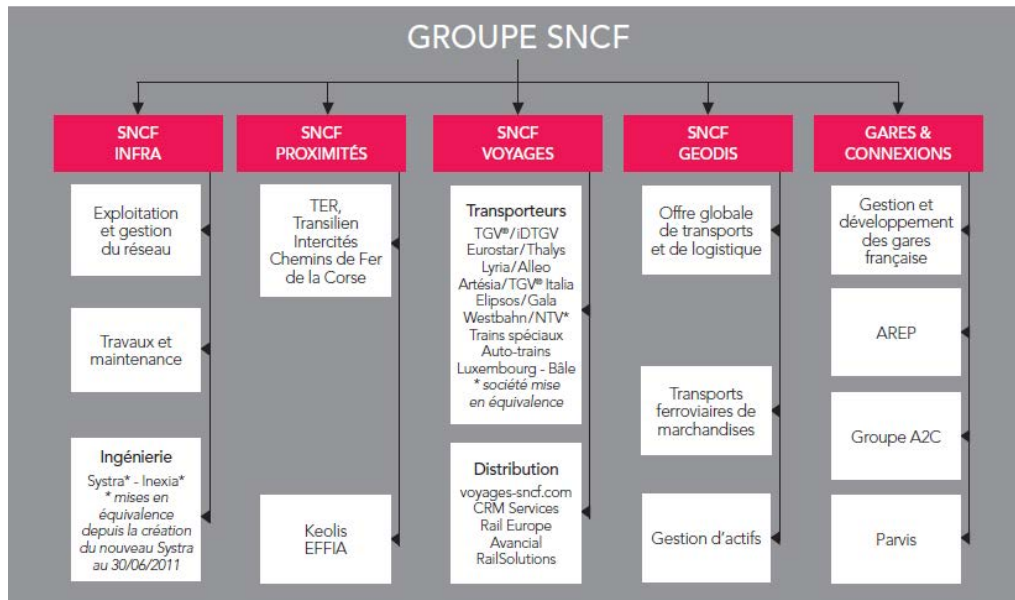 GROUPE SNCF
SNCF
INFRA
Exploitation
et gestion
du réseau
Travaux et
maintenance
Ingénierie
Systra* - Inexia*
* mises en
équivalence
depuis la création
du nouveau Systra
au 30/06/2011
SNCF
PROXIMITÉS
TER,
Transilien
Intercités
Chemins de Fer
de la Corse
Keolis
EFFIA
SNCF
VOYAGES
Transporteurs
TGV®/iDTGV
Eurostar/Thalys
Lyria/Alleo
Artésia/TGV® Italia
Elipsos/Gala
Westbahn/NTV*
Trains spéciaux
Auto-trains
Luxembourg - Bâle
* société mise
en équivalence
Distribution
voyages-sncf.com
CRM Services
Rail Europe
Avancial
RailSolutions
SNCF
GEODIS
Offre globale
de transports
et de logistique
Transports
ferroviaires de
marchandises
Gestion d'actifs
GARES &
CONNEXIONS
Gestion et
développement
des gares
française
AREP
Groupe A2C
Parvis